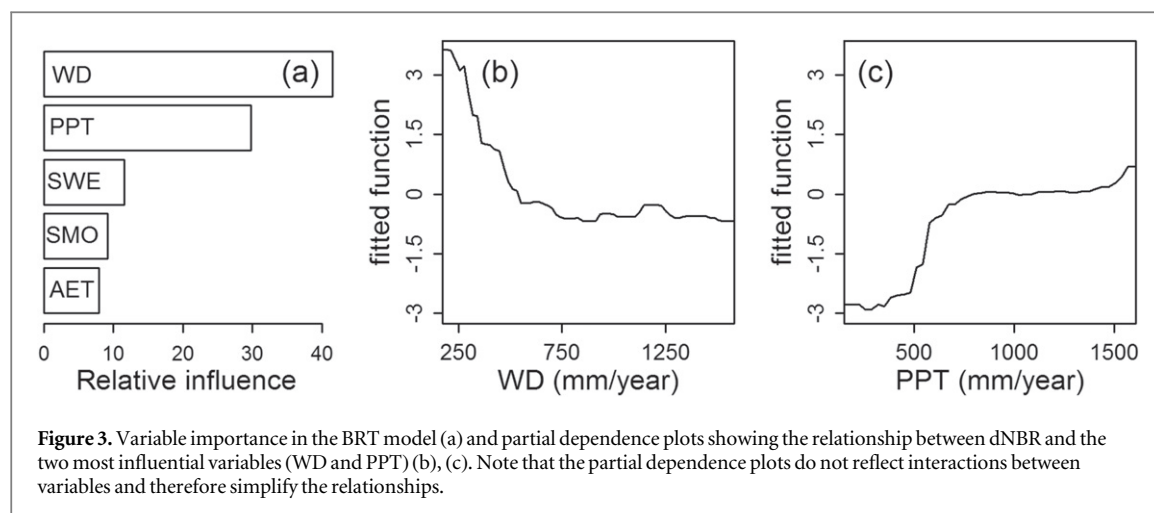 WD
PPT
SWE
SMO
AET
(a)
0 10 20 30 40
Relative influence
(b)
fitted function
3
1.5
0
-1.5
-3
250 750 1250
WD (mm/year)
(c)
fitted function
3
1.5
0
-1.5
-3
500 1000 1500
PPT (mm/year)
Figure 3. Variable importance in the BRT model (a) and partial dependence plots showing the relationship between dNBR and the
two most influential variables (WD and PPT) (b), (c). Note that the partial dependence plots do not reflect interactions between
variables and therefore simplify the relationships.